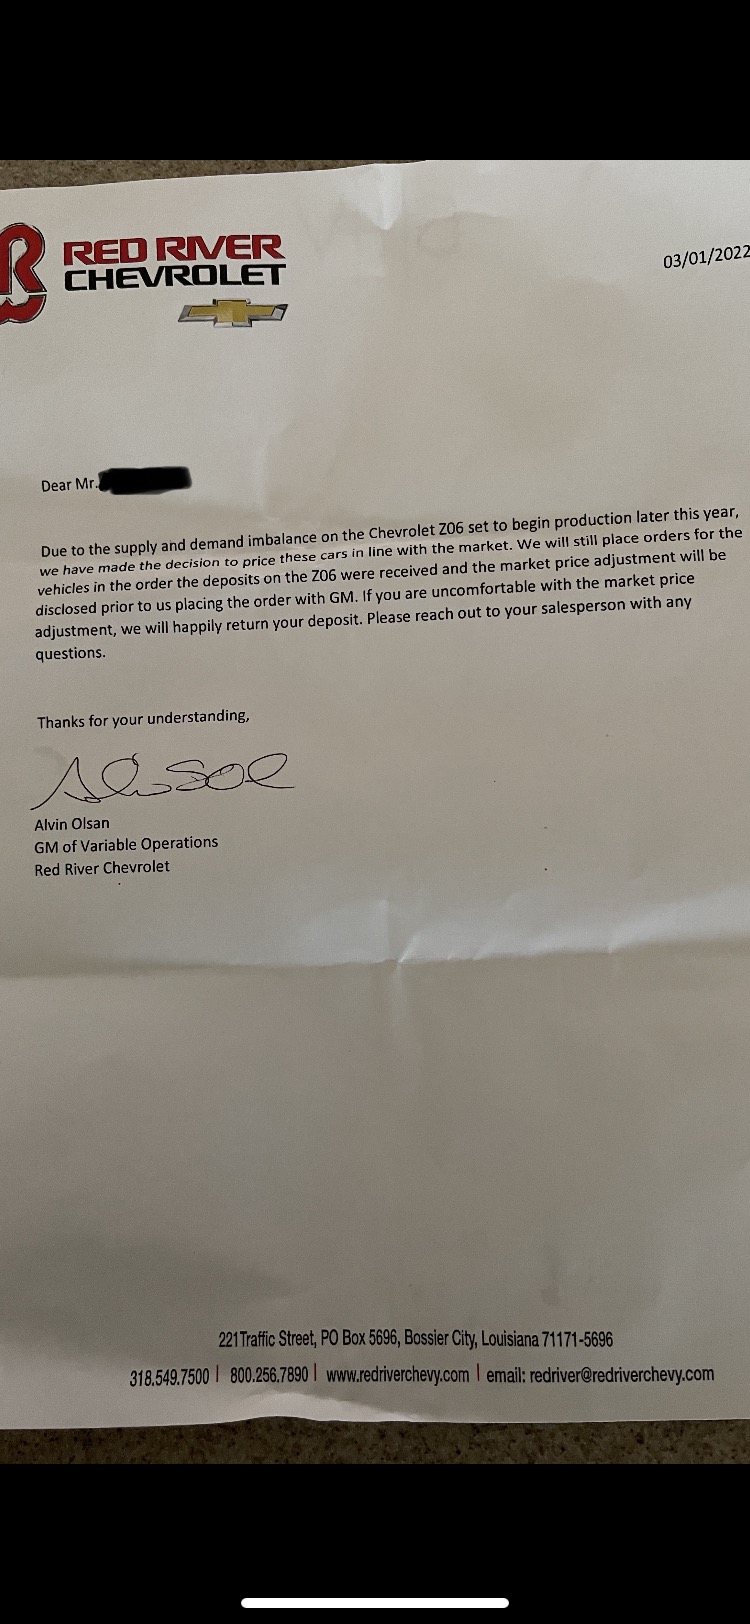 RED RIVER
CHEVROLET
03/01/2022
Dear Mr.
Due to the supply and demand imbalance on the Chevrolet Z06 set to begin production later this year,
we have made the decision to price these cars in line with the market. We will still place orders for the
vehicles in the order the deposits on the Z06 were received and the market price adjustment will be
disclosed prior to us placing the order with GM. If you are uncomfortable with the market price
adjustment, we will happily return your deposit. Please reach out to your salesperson with any
questions.
Thanks for your understanding,
Alvin Olsan
GM of Variable Operations
Red River Chevrolet
221 Traffic Street, PO Box 5696, Bossier City, Louisiana 71171-5696
318.549.7500 | 800.256.7890 | www.redriverchevy.com | email: redriver@redriverchevy.com